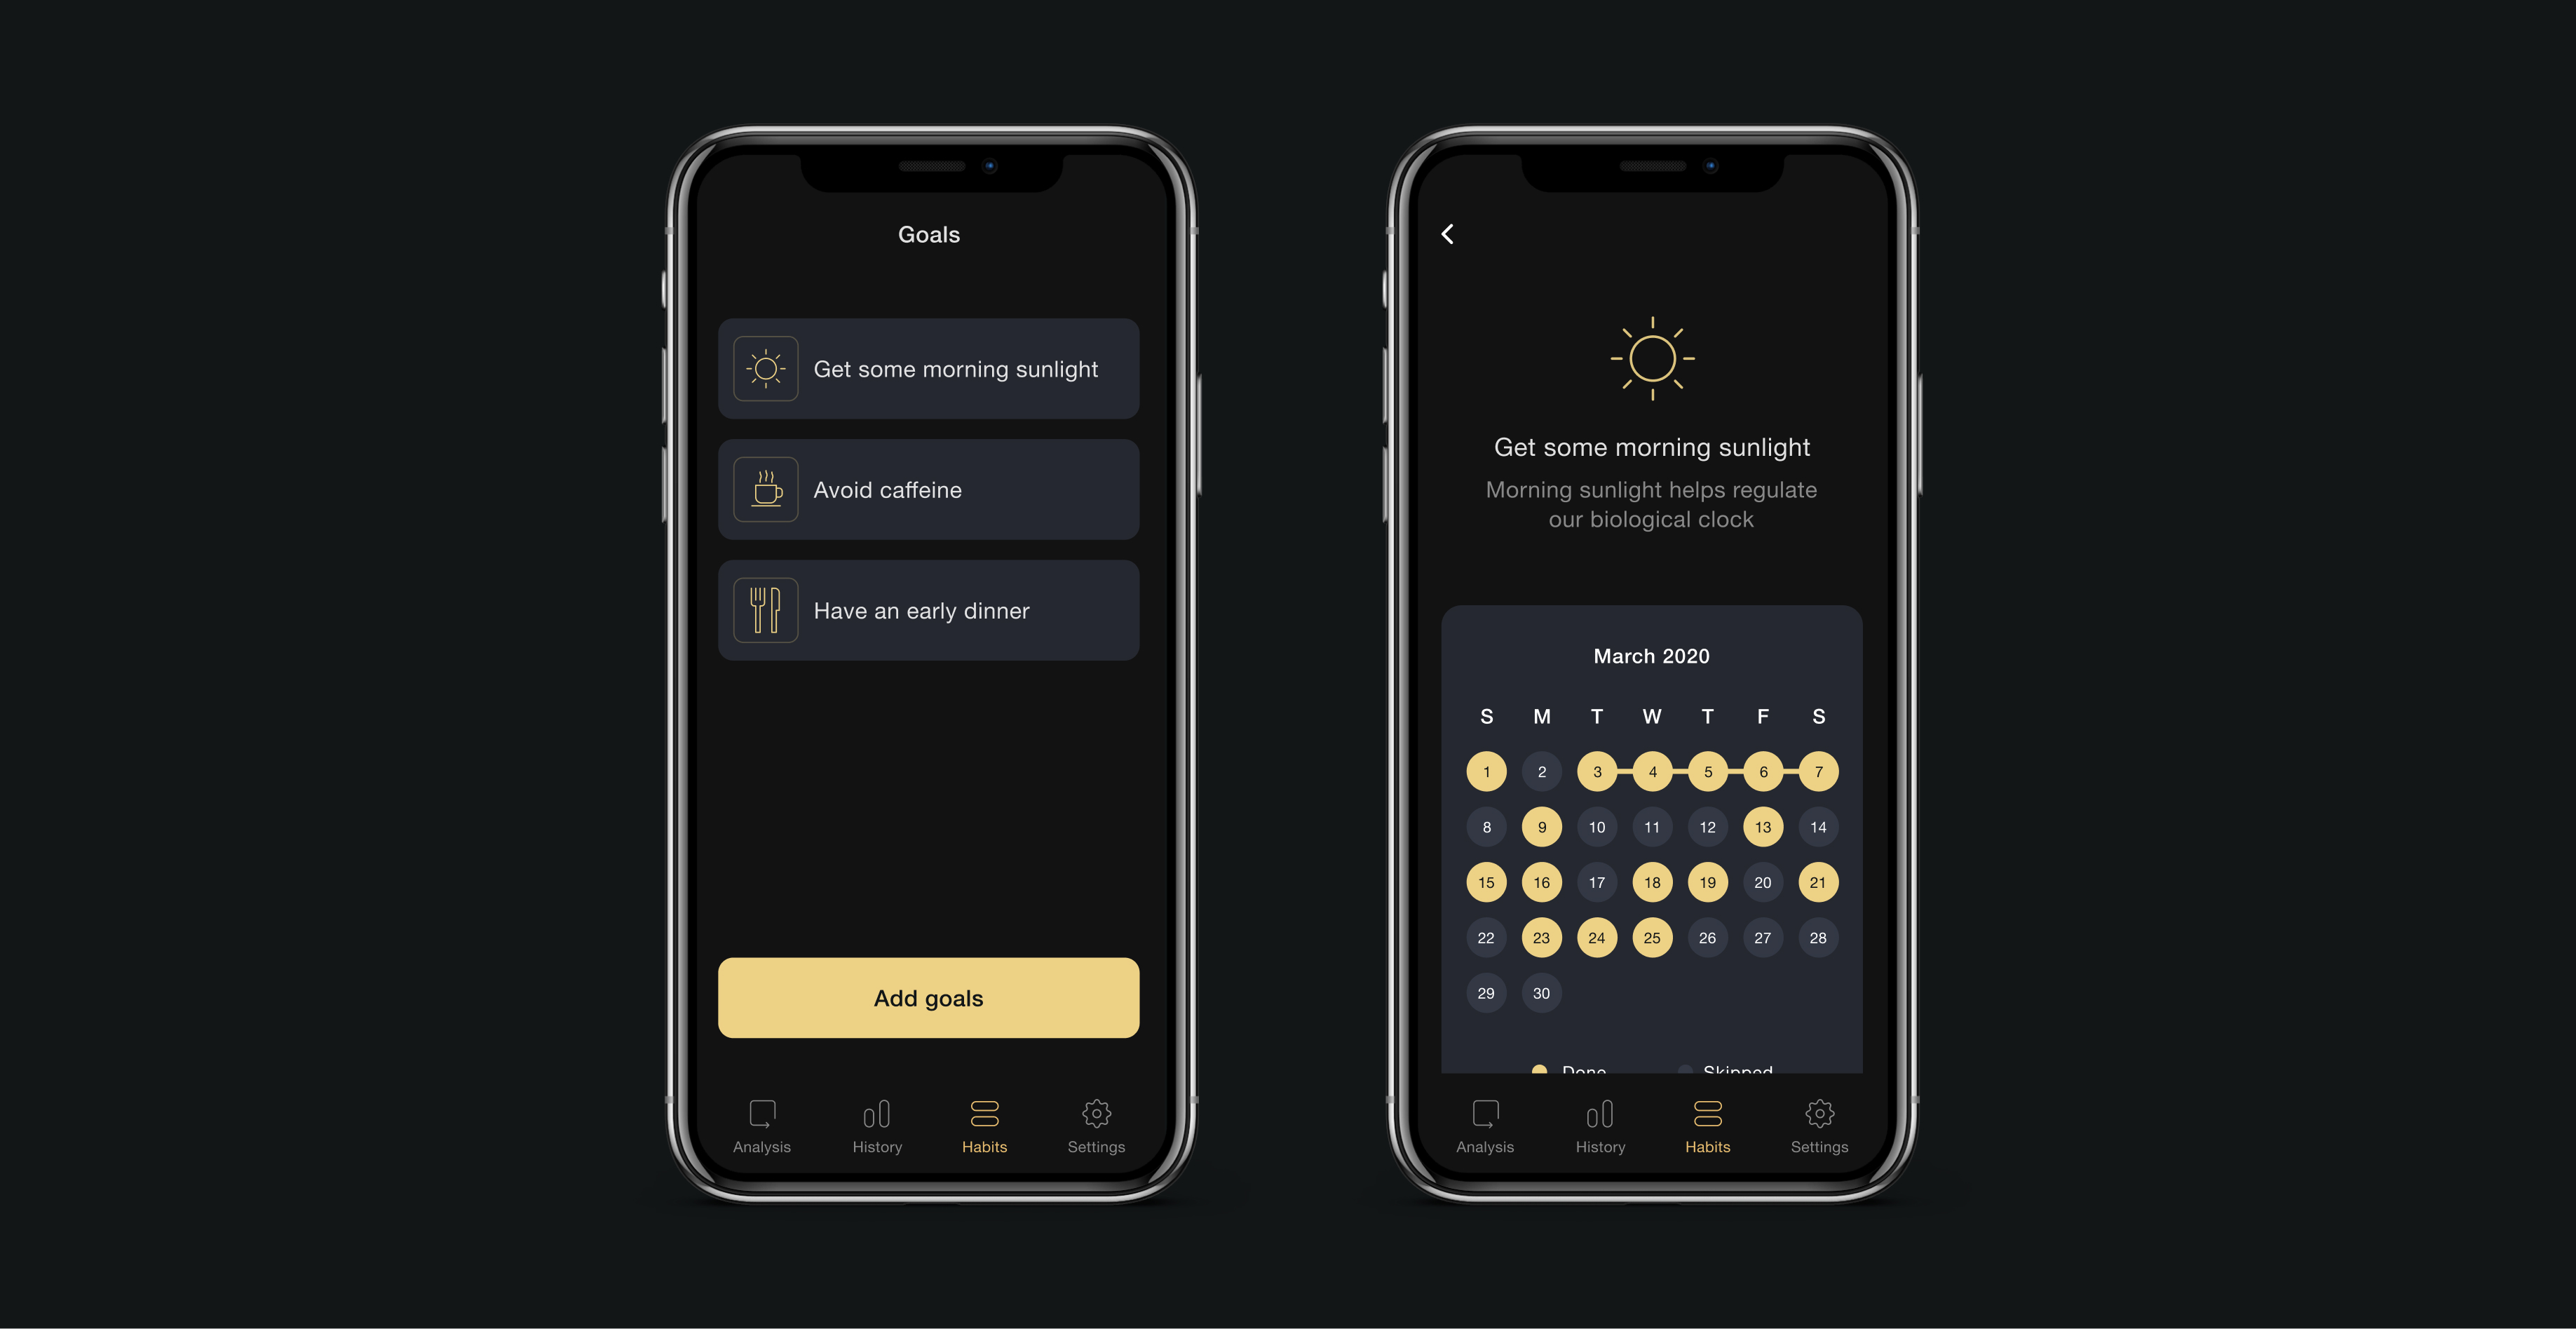 Goals
Get some morning sunlight
Avoid caffeine
Have an early dinner
Add goals
Analysis History Habits Settings
Get some morning sunlight
Morning sunlight helps regulate
our biological clock
March 2020
S M T W T F S
1 2 3 4 5 6 7
8 9 10 11 12 13 14
15 16 17 18 19 20 21
22 23 24 25 26 27 28
29 30
Done Skipped
Analysis History Habits Settings